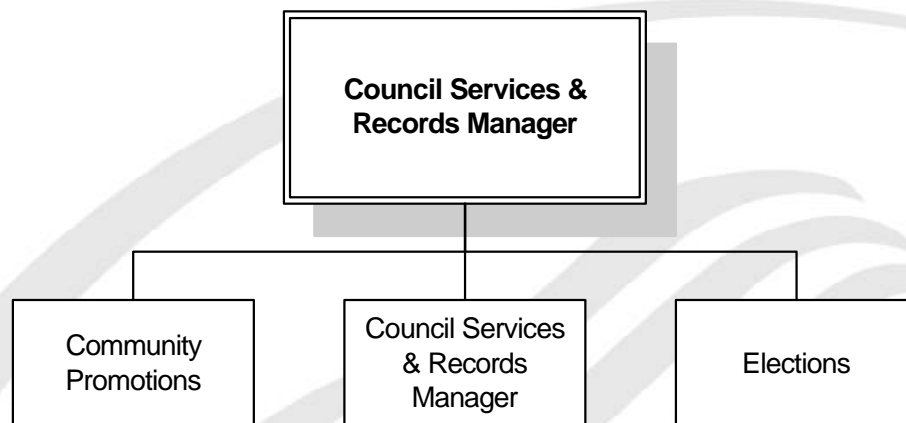 Council Services &
Records Manager
Community
Promotions
Council Services
& Records
Manager
Elections